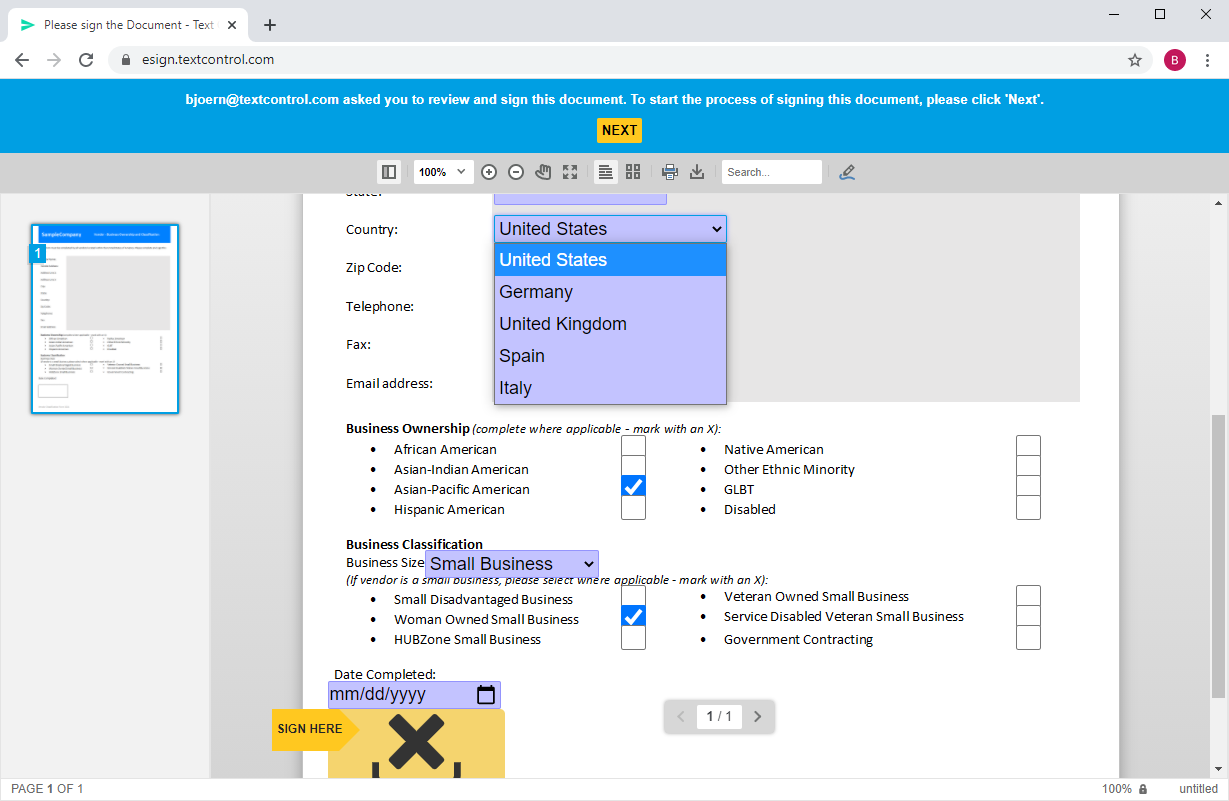 Please sign the Document - Text
esign.textcontrol.com
B
bjoern@textcontrol.com asked you to review and sign this document. To start the process of signing this document, please click 'Next'.
NEXT
100%
Search...
SampleCompany
1
State:
Country:
United States
United States
Germany
United Kingdom
Spain
Italy
Zip Code:
Telephone:
Fax:
Email address:
Business Ownership (complete where applicable - mark with an X):
• African American • Native American
• Asian-Indian American • Other Ethnic Minority
• Asian-Pacific American • GLBT
• Hispanic American • Disabled
Business Classification
Business Size Small Business
(If vendor is a small business, please select where applicable - mark with an X):
• Small Disadvantaged Business • Veteran Owned Small Business
• Woman Owned Small Business • Service Disabled Veteran Small Business
• HUBZone Small Business • Government Contracting
Date Completed:
mm/dd/yyyy
SIGN HERE
1 / 1
PAGE 1 OF 1
100%
untitled